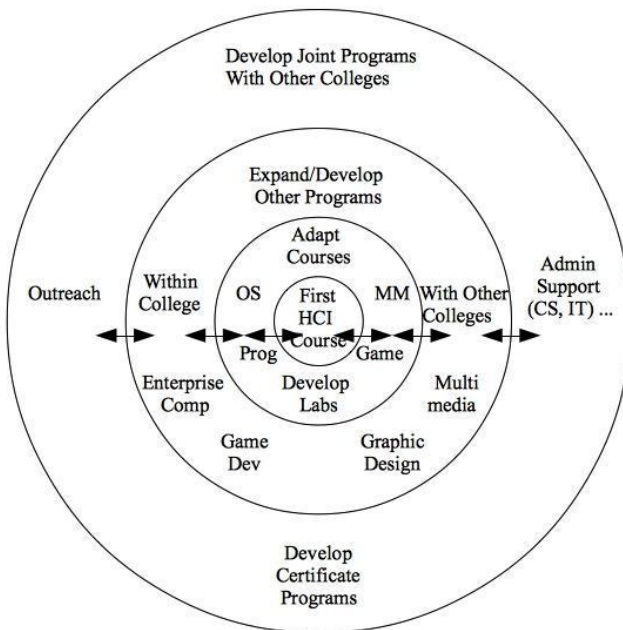 Develop Joint Programs
With Other Colleges
Expand/Develop
Other Programs
Adapt
Courses
Outreach
Within
College
OS
First
HCI
Course
MM
With Other
Colleges
Admin
Support
(CS, IT) ...
Prog
Game
Enterprise
Comp
Develop
Labs
Multi
media
Game
Dev
Graphic
Design
Develop
Certificate
Programs